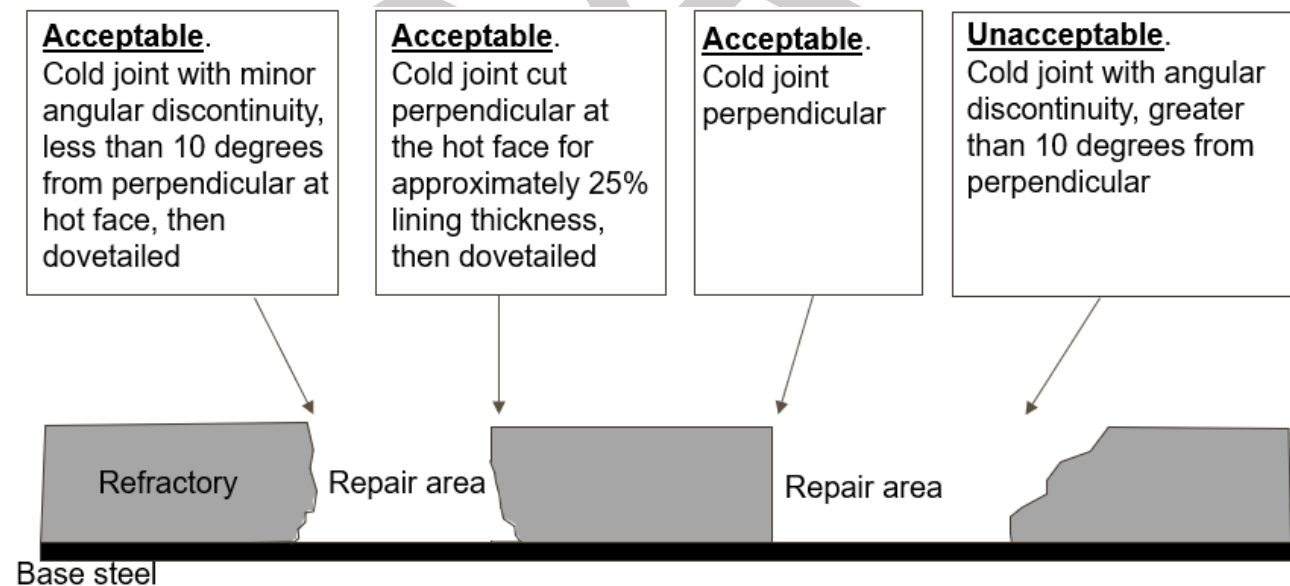 Acceptable.
Cold joint with minor
angular discontinuity,
less than 10 degrees
from perpendicular at
hot face, then
dovetailed
Acceptable.
Cold joint cut
perpendicular at
the hot face for
approximately 25%
lining thickness,
then dovetailed
Acceptable.
Cold joint
perpendicular
Unacceptable.
Cold joint with angular
discontinuity, greater
than 10 degrees from
perpendicular
Refractory
Repair area
Repair area
Base steel